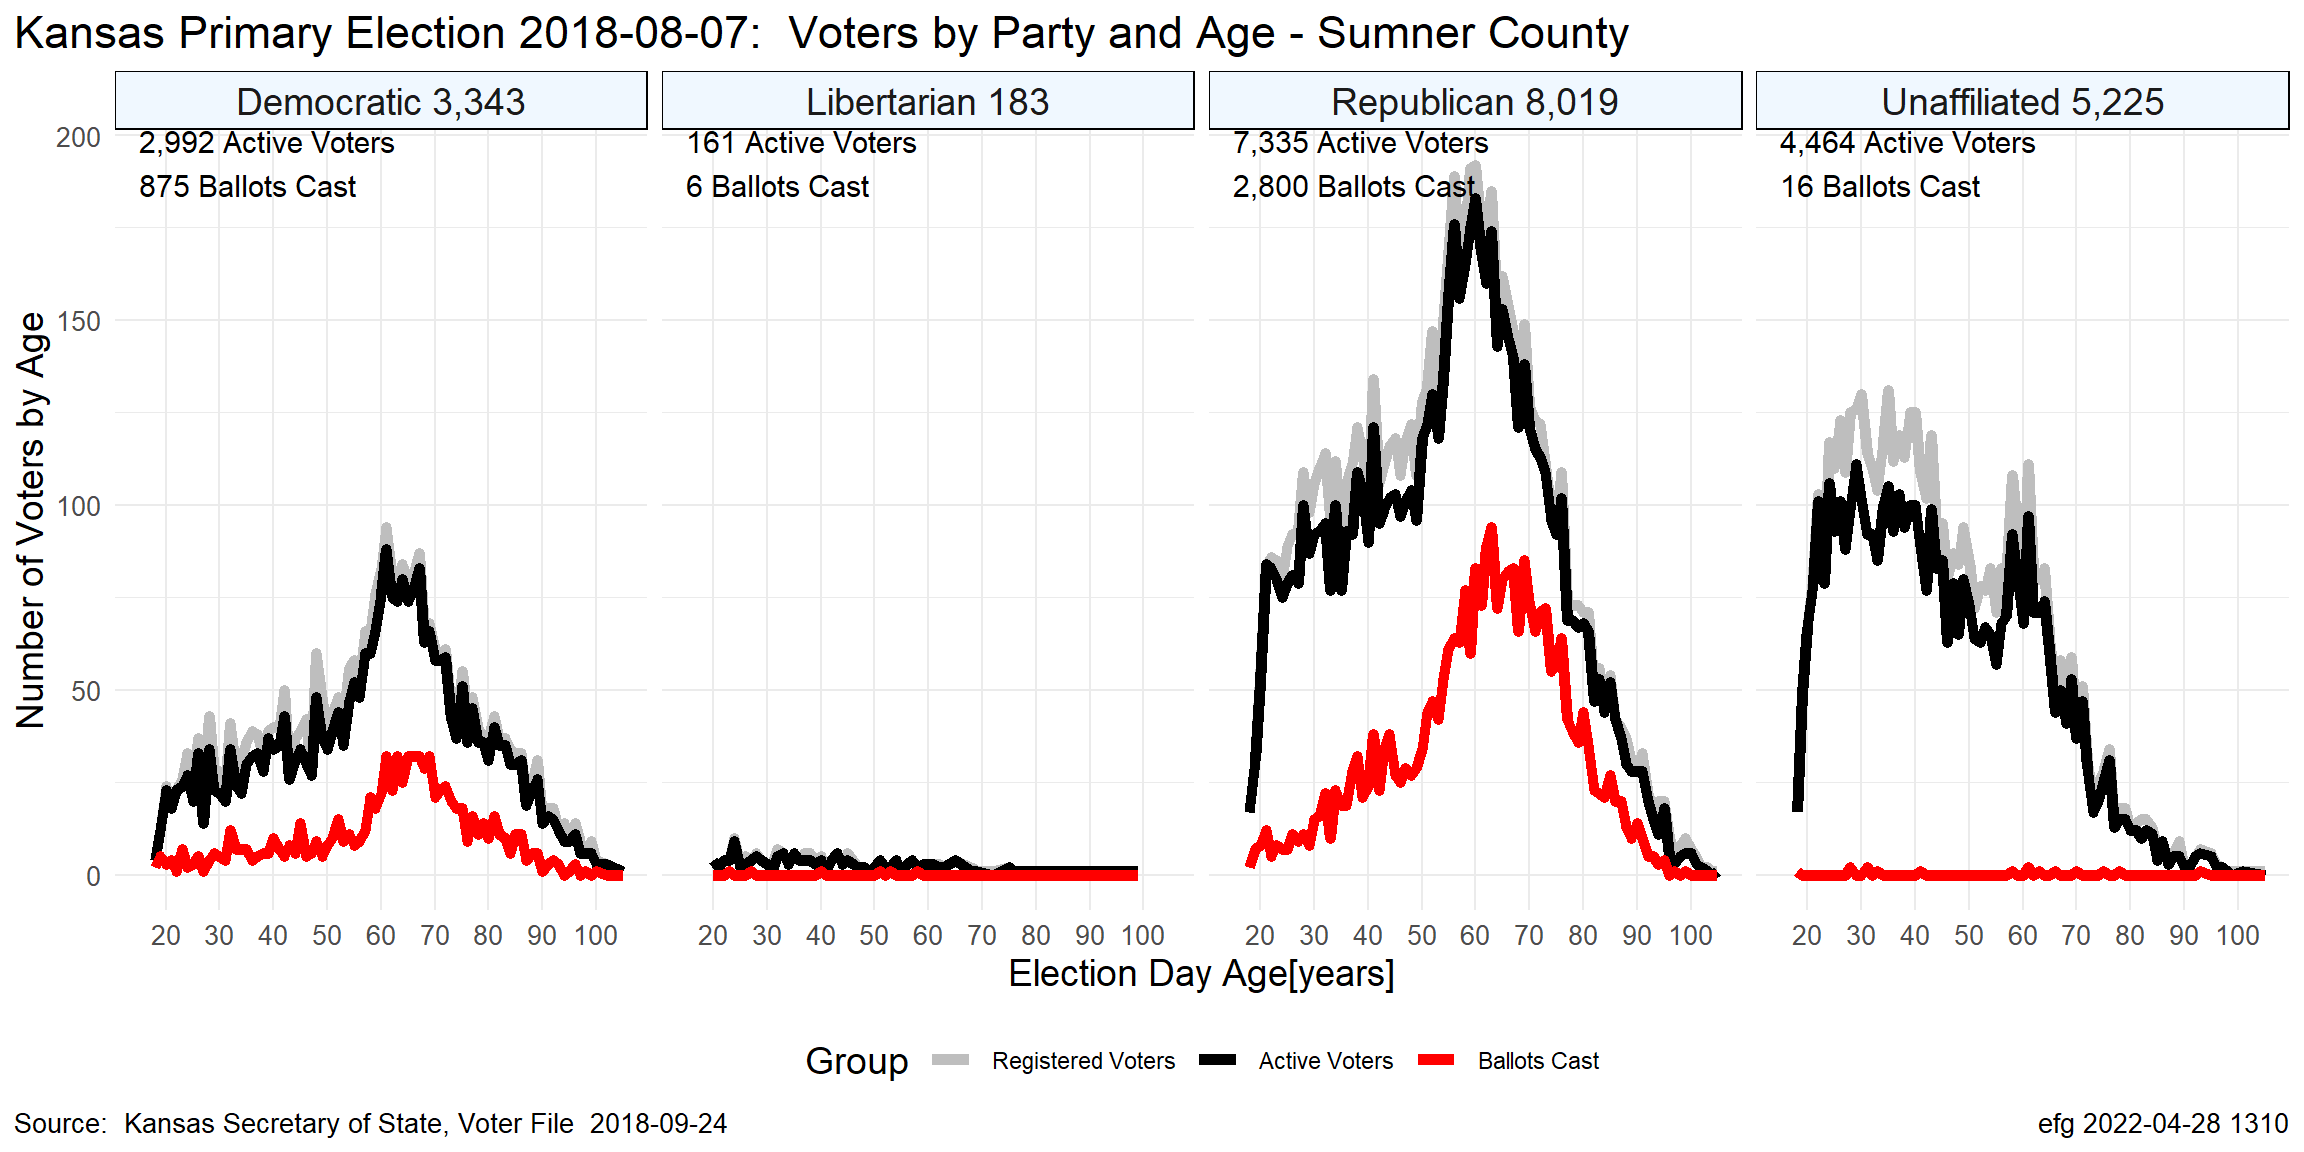 Kansas Primary Election 2018-08-07:  Voters by Party and Age - Sumner County
Democratic 3,343
Libertarian 183
Republican 8,019
Unaffiliated 5,225
2,992 Active Voters
875 Ballots Cast
161 Active Voters
6 Ballots Cast
7,335 Active Voters
2,800 Ballots Cast
4,464 Active Voters
16 Ballots Cast
Number of Voters by Age
200
150
100
50
0
20 30 40 50 60 70 80 90 100
20 30 40 50 60 70 80 90 100
20 30 40 50 60 70 80 90 100
20 30 40 50 60 70 80 90 100
Election Day Age[years]
Group Registered Voters Active Voters Ballots Cast
Source:  Kansas Secretary of State, Voter File  2018-09-24
efg 2022-04-28 1310